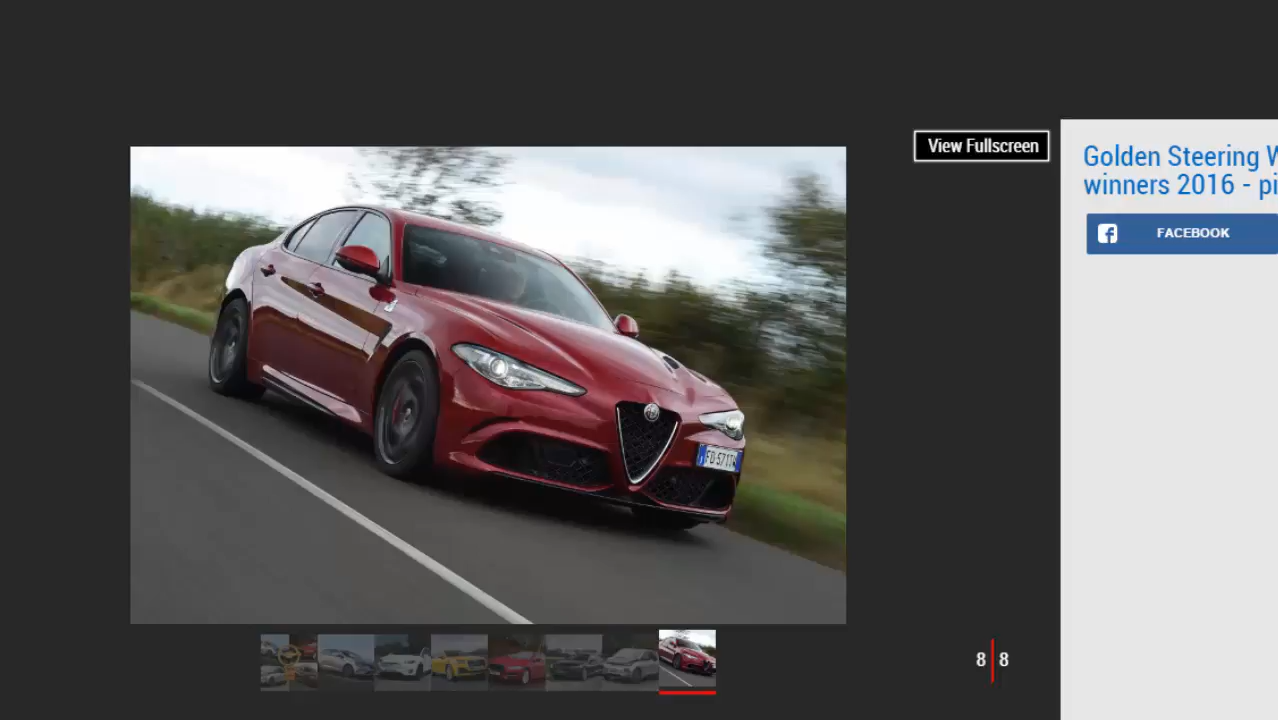 View Fullscreen
Golden Steering W
winners 2016 - pi
FACEBOOK
8 8